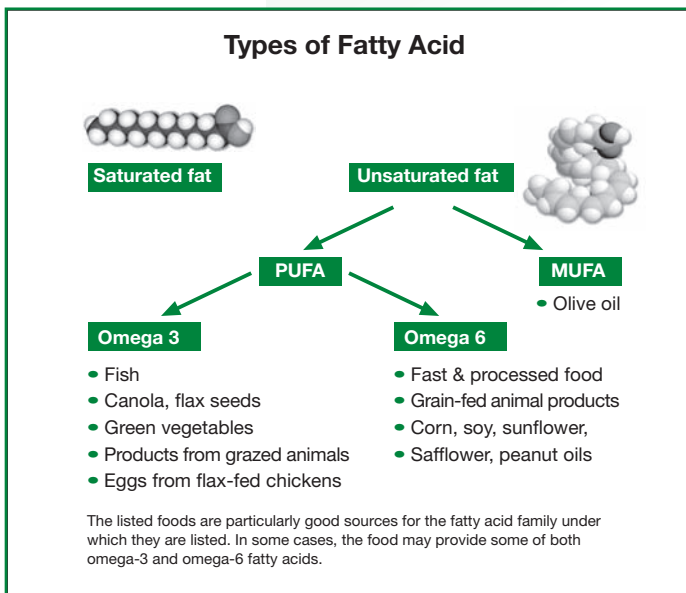 Types of Fatty Acid
Saturated fat
Unsaturated fat
PUFA
MUFA
• Olive oil
Omega 3
• Fish
• Canola, flax seeds
• Green vegetables
• Products from grazed animals
• Eggs from flax-fed chickens
Omega 6
• Fast & processed food
• Grain-fed animal products
• Corn, soy, sunflower,
• Safflower, peanut oils
The listed foods are particularly good sources for the fatty acid family under
which they are listed. In some cases, the food may provide some of both
omega-3 and omega-6 fatty acids.